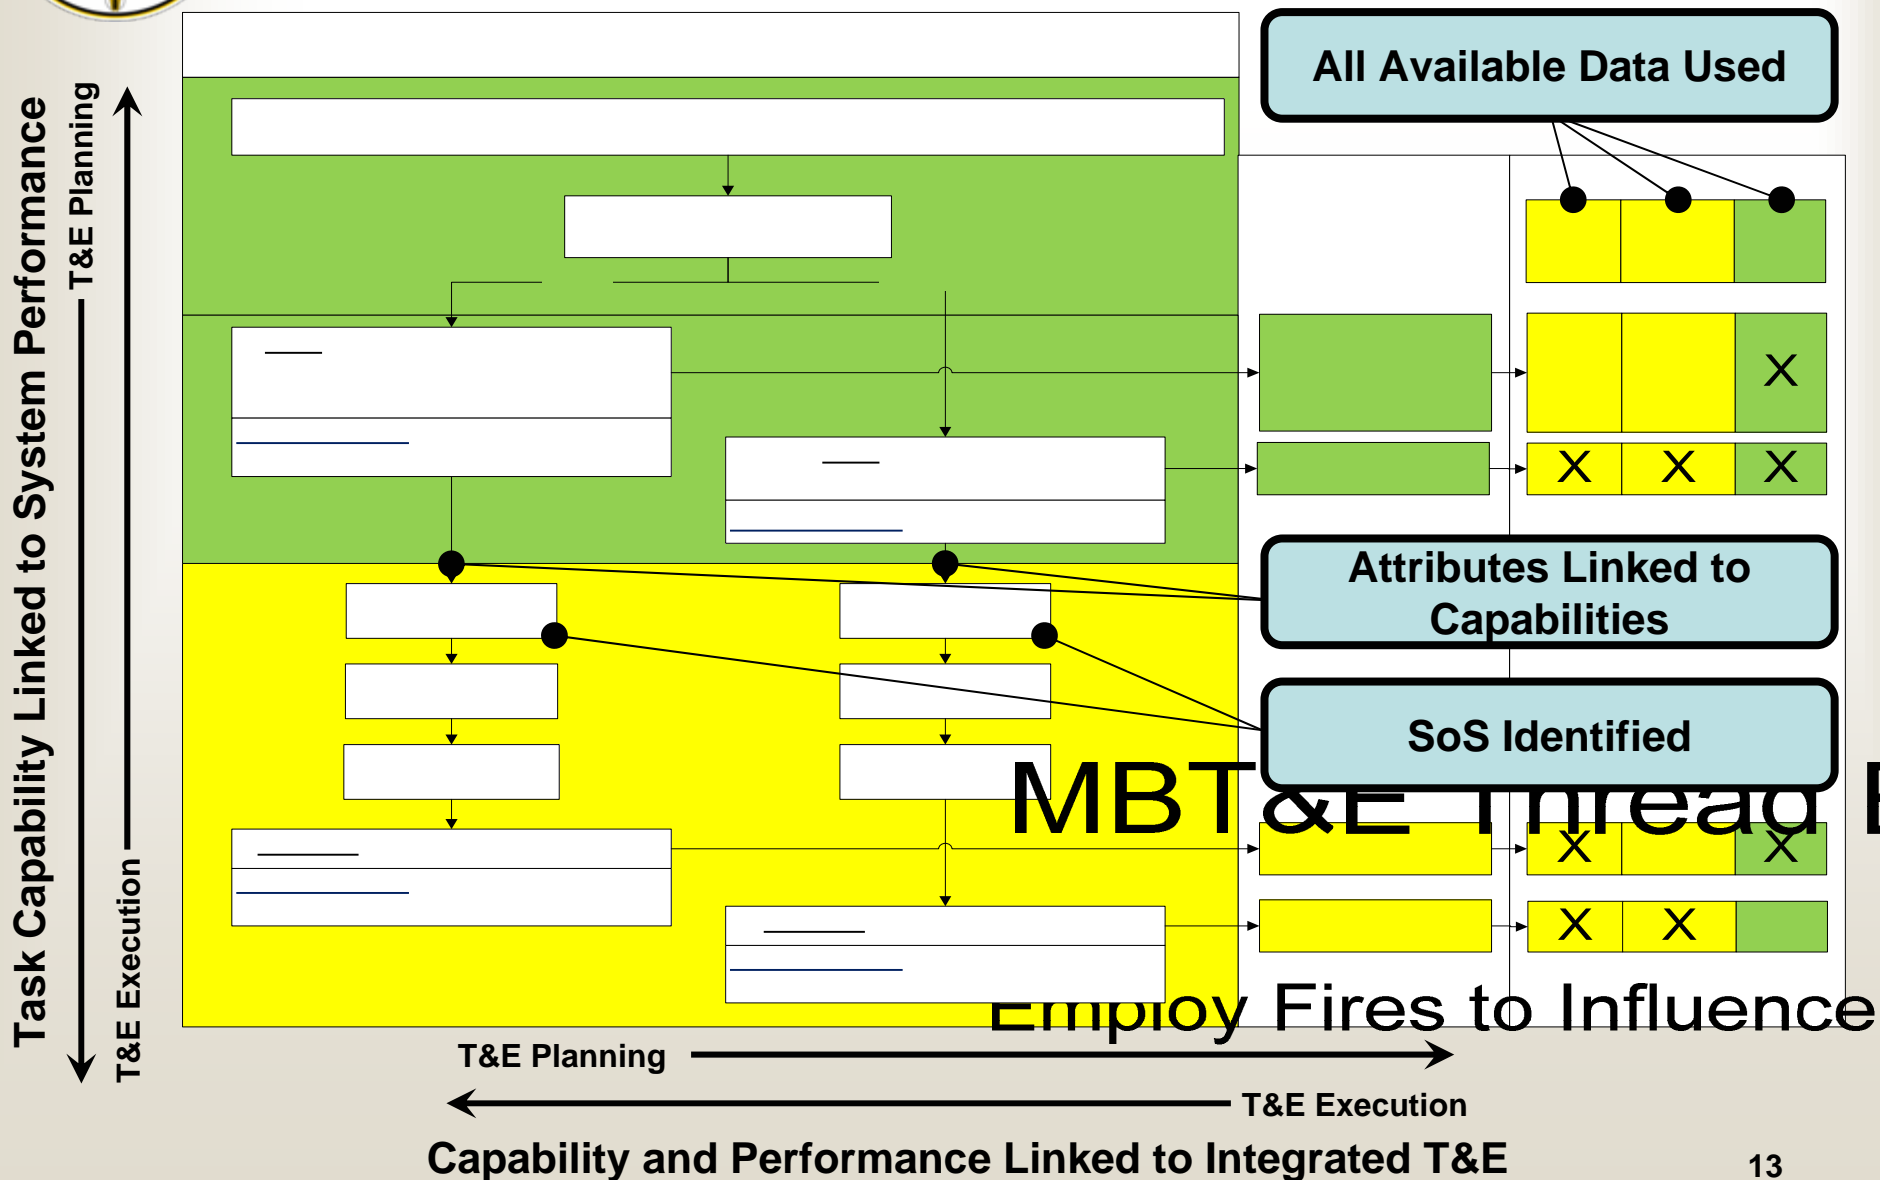 All Available Data Used
Task Capability Linked to System Performance
T&E Planning
T&E Execution
X
X X X
Attributes Linked to
Capabilities
SoS Identified
MBT&E Thread E
X X
X X
Employ Fires to Influence
T&E Planning
T&E Execution
Capability and Performance Linked to Integrated T&E
13